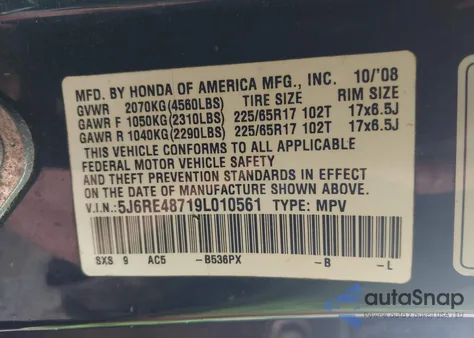 MFD. BY HONDA OF AMERICA MFG., INC. 10/'08
GVWR 2070KG(4560LBS) TIRE SIZE RIM SIZE
GAWR F 1050KG(2310LBS) 225/65R17 102T 17x6.5J
GAWR R 1040KG(2290LBS) 225/65R17 102T 17x6.5J
THIS VEHICLE CONFORMS TO ALL APPLICABLE
FEDERAL MOTOR VEHICLE SAFETY
AND THEFT PREVENTION STANDARDS IN EFFECT
ON THE DATE OF MANUFACTURE SHOWN ABOVE.
V.I.N.:5J6RE48719L010561 TYPE: MPV
SXS 9 AC5 -B536PX -B -L
autoSnap